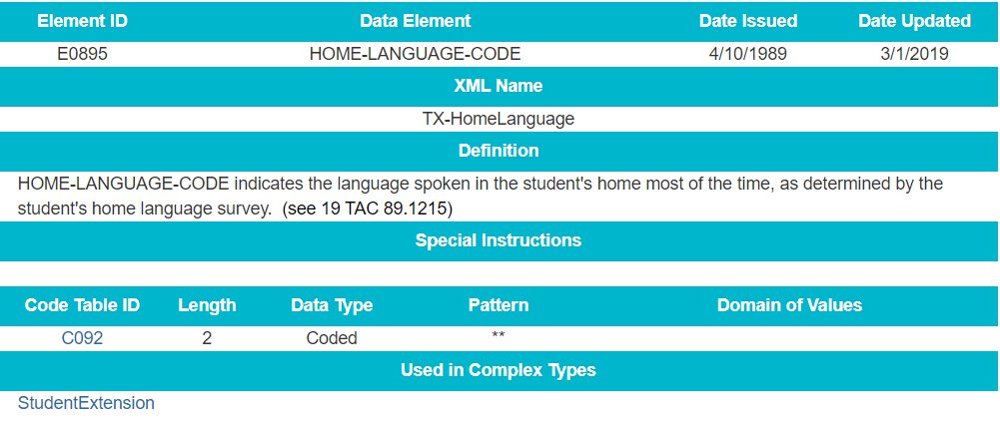 Element ID Data Element Date Issued Date Updated
E0895 HOME-LANGUAGE-CODE 4/10/1989 3/1/2019
XML Name
TX-HomeLanguage
Definition
HOME-LANGUAGE-CODE indicates the language spoken in the student's home most of the time, as determined by the
student's home language survey.  (see 19 TAC 89.1215)
Special Instructions
Code Table ID Length Data Type Pattern Domain of Values
C092 2 Coded **
Used in Complex Types
StudentExtension